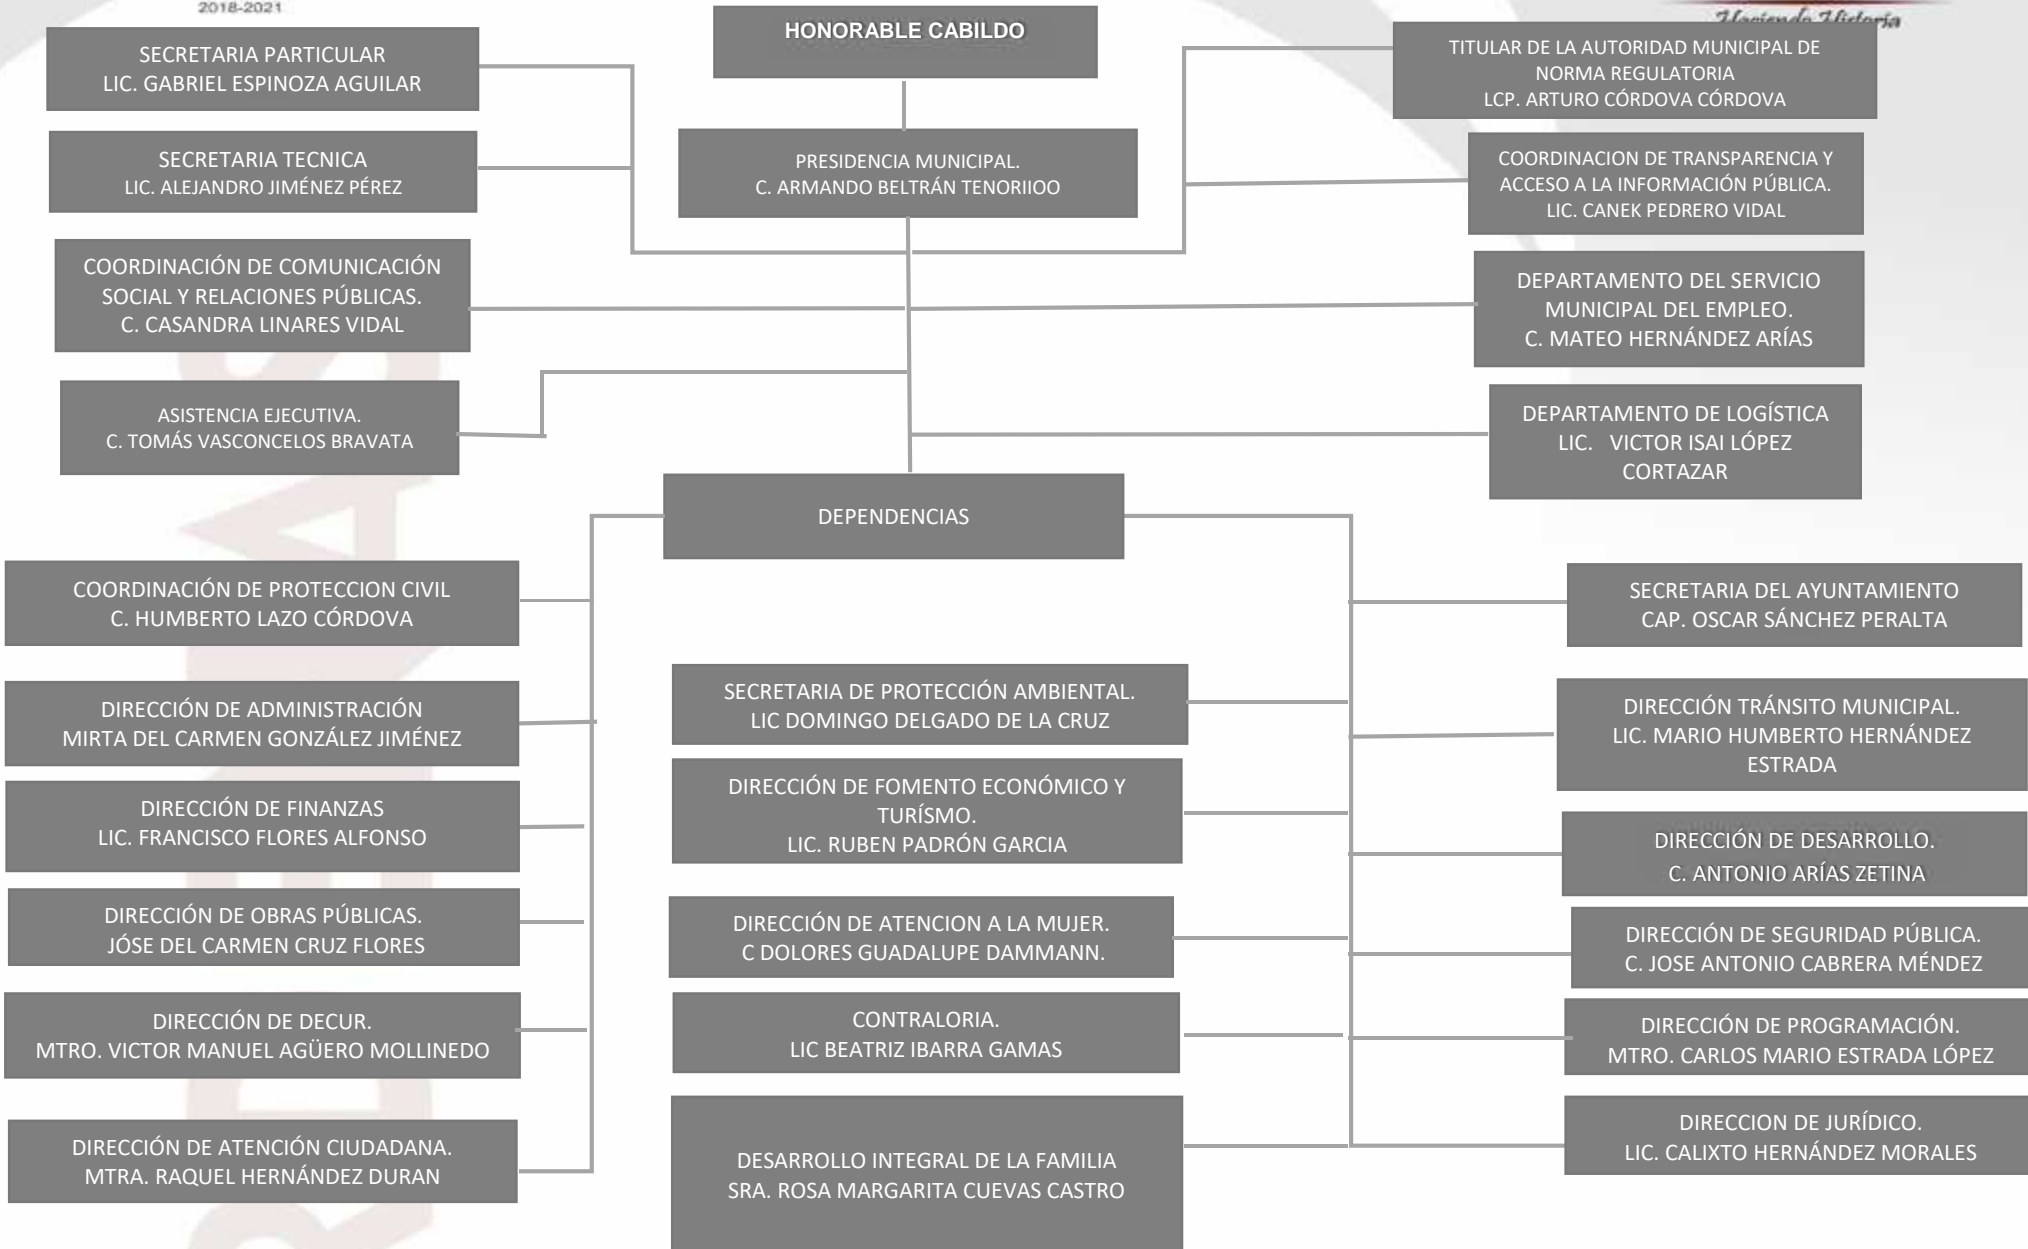 2018-2021
Haciendo Historia
HONORABLE CABILDO
SECRETARIA PARTICULAR
LIC. GABRIEL ESPINOZA AGUILAR
TITULAR DE LA AUTORIDAD MUNICIPAL DE
NORMA REGULATORIA
LCP. ARTURO CÓRDOVA CÓRDOVA
SECRETARIA TECNICA
LIC. ALEJANDRO JIMÉNEZ PÉREZ
PRESIDENCIA MUNICIPAL.
C. ARMANDO BELTRÁN TENORIIOO
COORDINACION DE TRANSPARENCIA Y
ACCESO A LA INFORMACIÓN PÚBLICA.
LIC. CANEK PEDRERO VIDAL
COORDINACIÓN DE COMUNICACIÓN
SOCIAL Y RELACIONES PÚBLICAS.
C. CASANDRA LINARES VIDAL
DEPARTAMENTO DEL SERVICIO
MUNICIPAL DEL EMPLEO.
C. MATEO HERNÁNDEZ ARÍAS
ASISTENCIA EJECUTIVA.
C. TOMÁS VASCONCELOS BRAVATA
DEPARTAMENTO DE LOGÍSTICA
LIC. VICTOR ISAI LÓPEZ
CORTAZAR
DEPENDENCIAS
COORDINACIÓN DE PROTECCION CIVIL
C. HUMBERTO LAZO CÓRDOVA
DIRECCIÓN DE ADMINISTRACIÓN
MIRTA DEL CARMEN GONZÁLEZ JIMÉNEZ
DIRECCIÓN DE FINANZAS
LIC. FRANCISCO FLORES ALFONSO
DIRECCIÓN DE OBRAS PÚBLICAS.
JÓSE DEL CARMEN CRUZ FLORES
DIRECCIÓN DE DECUR.
MTRO. VICTOR MANUEL AGÜERO MOLLINEDO
DIRECCIÓN DE ATENCIÓN CIUDADANA.
MTRA. RAQUEL HERNÁNDEZ DURAN
SECRETARIA DE PROTECCIÓN AMBIENTAL.
LIC DOMINGO DELGADO DE LA CRUZ
DIRECCIÓN DE FOMENTO ECONÓMICO Y
TURÍSMO.
LIC. RUBEN PADRÓN GARCIA
DIRECCIÓN DE ATENCION A LA MUJER.
C DOLORES GUADALUPE DAMMANN.
CONTRALORIA.
LIC BEATRIZ IBARRA GAMAS
DESARROLLO INTEGRAL DE LA FAMILIA
SRA. ROSA MARGARITA CUEVAS CASTRO
SECRETARIA DEL AYUNTAMIENTO
CAP. OSCAR SÁNCHEZ PERALTA
DIRECCIÓN TRÁNSITO MUNICIPAL.
LIC. MARIO HUMBERTO HERNÁNDEZ
ESTRADA
DIRECCIÓN DE DESARROLLO.
C. ANTONIO ARÍAS ZETINA
DIRECCIÓN DE SEGURIDAD PÚBLICA.
C. JOSE ANTONIO CABRERA MÉNDEZ
DIRECCIÓN DE PROGRAMACIÓN.
MTRO. CARLOS MARIO ESTRADA LÓPEZ
DIRECCION DE JURÍDICO.
LIC. CALIXTO HERNÁNDEZ MORALES